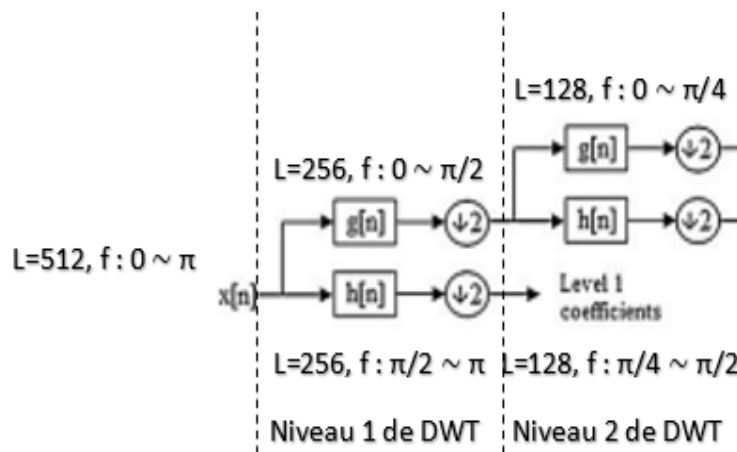 L=128, f : 0 ~ π/4
g[n] ↓2
L=256, f : 0 ~ π/2
g[n] ↓2 h[n] ↓2
L=512, f : 0 ~ π
x[n] h[n] ↓2 Level 1
coefficients
L=256, f : π/2 ~ π L=128, f : π/4 ~ π/2
Niveau 1 de DWT Niveau 2 de DWT